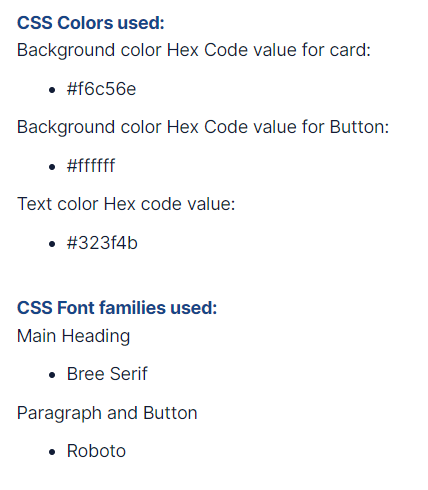 CSS Colors used:
Background color Hex Code value for card:
• #f6c56e
Background color Hex Code value for Button:
• #ffffff
Text color Hex code value:
• #323f4b
CSS Font families used:
Main Heading
• Bree Serif
Paragraph and Button
• Roboto